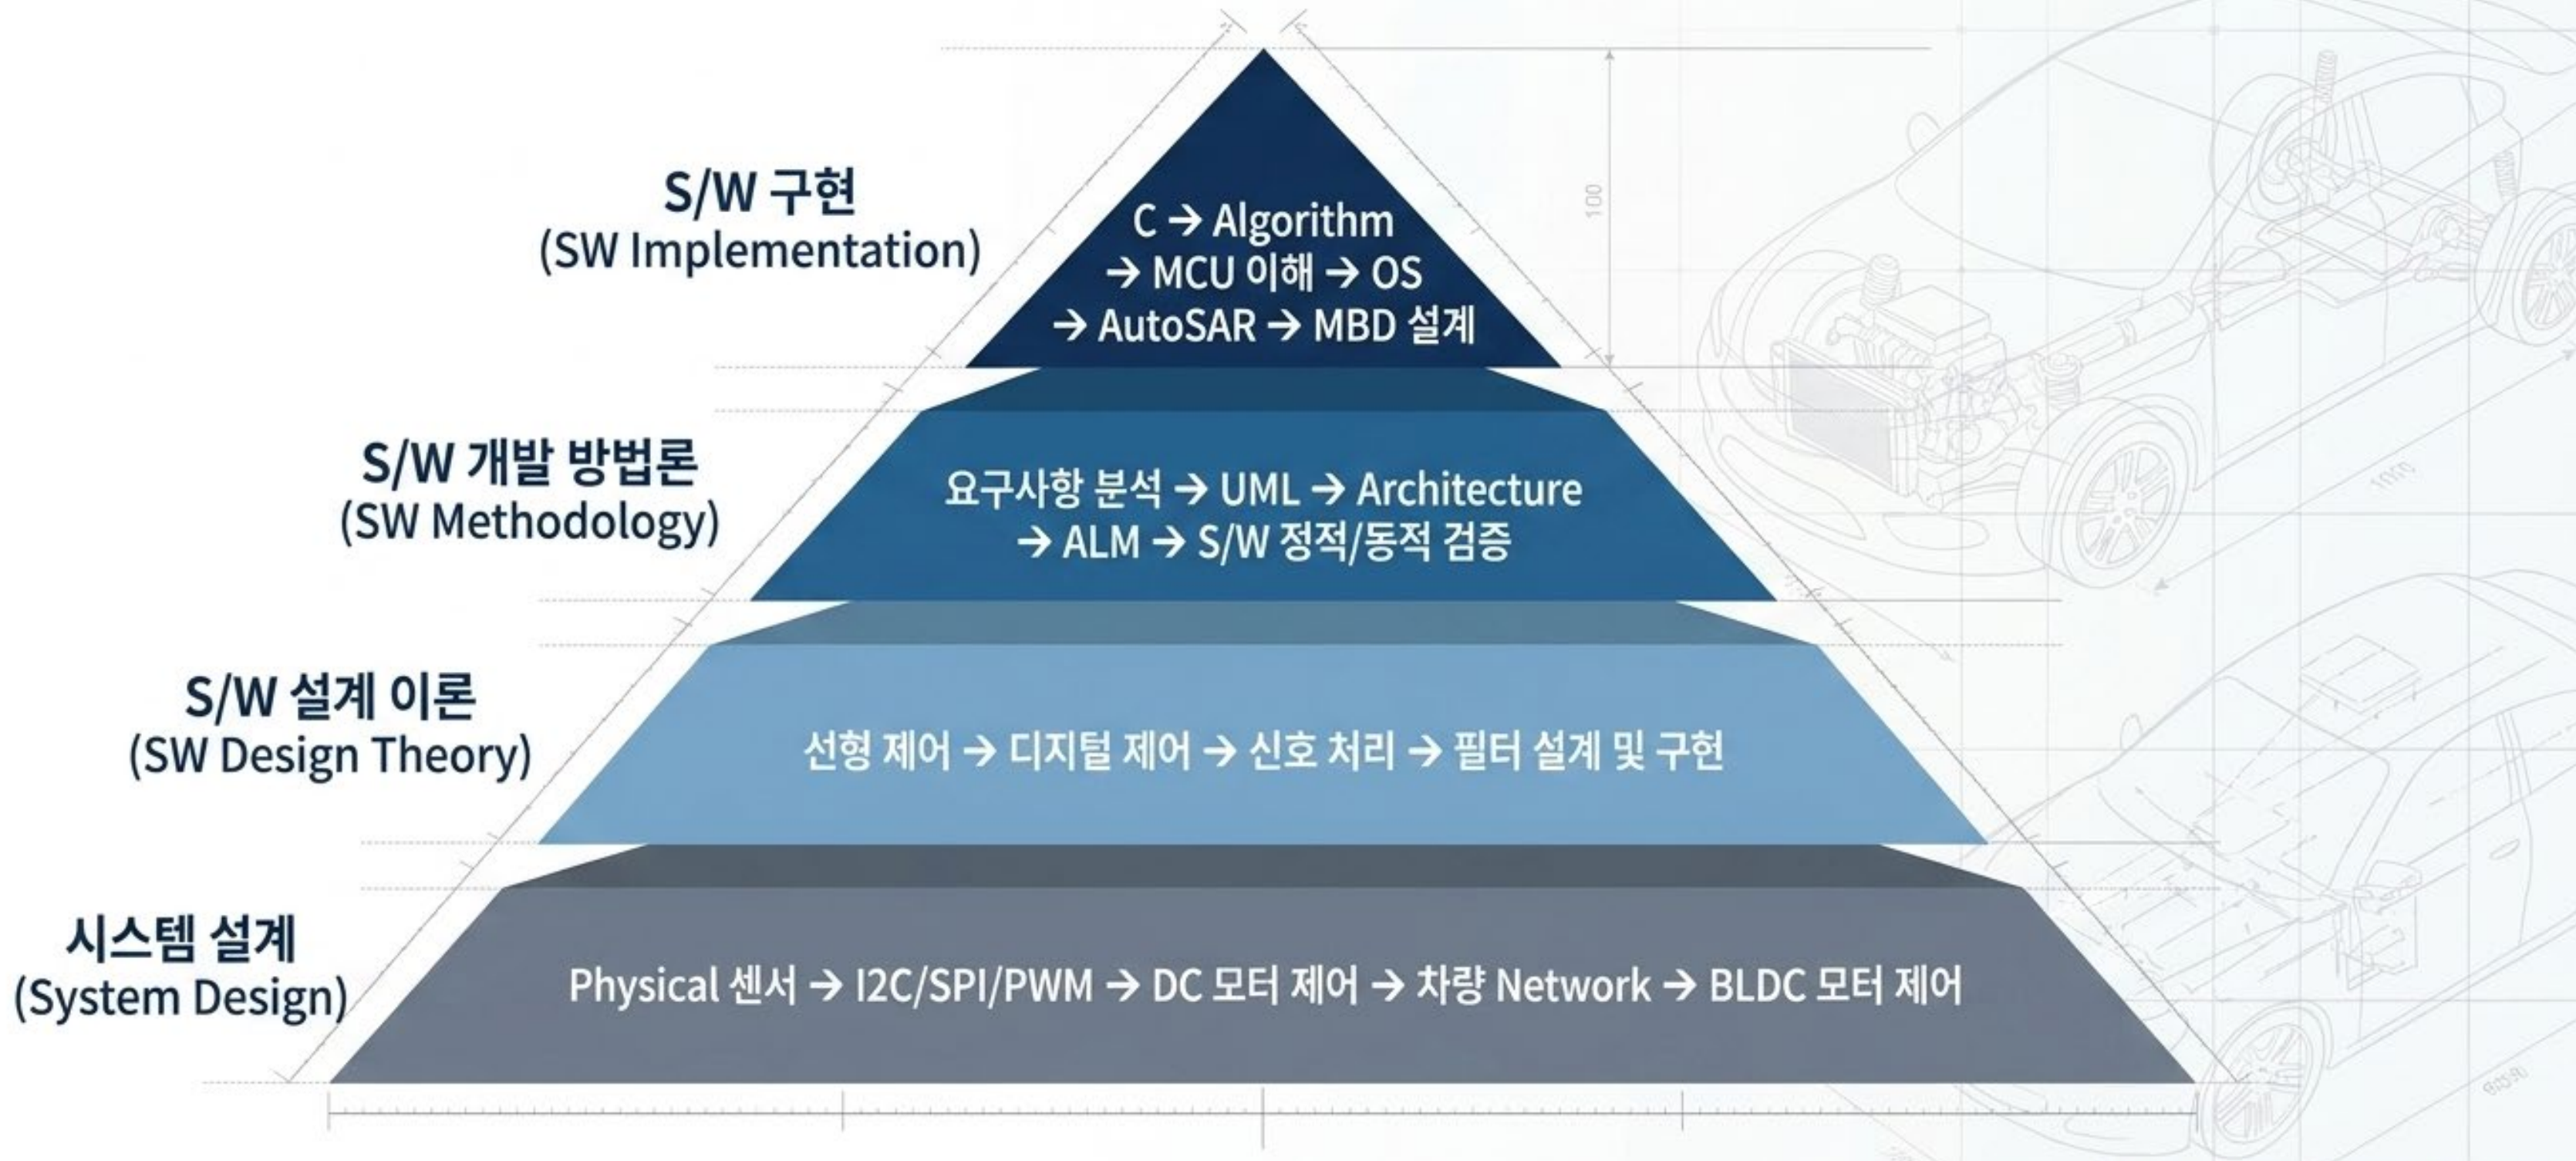 S/W 구현
(SW Implementation)
C → Algorithm
→ MCU 이해 → OS
→ AutoSAR → MBD 설계
100
S/W 개발 방법론
(SW Methodology)
요구사항 분석 → UML → Architecture
→ ALM → S/W 정적/동적 검증
S/W 설계 이론
(SW Design Theory)
선형 제어 → 디지털 제어 → 신호 처리 → 필터 설계 및 구현
시스템 설계
(System Design)
Physical 센서 → I2C/SPI/PWM → DC 모터 제어 → 차량 Network → BLDC 모터 제어